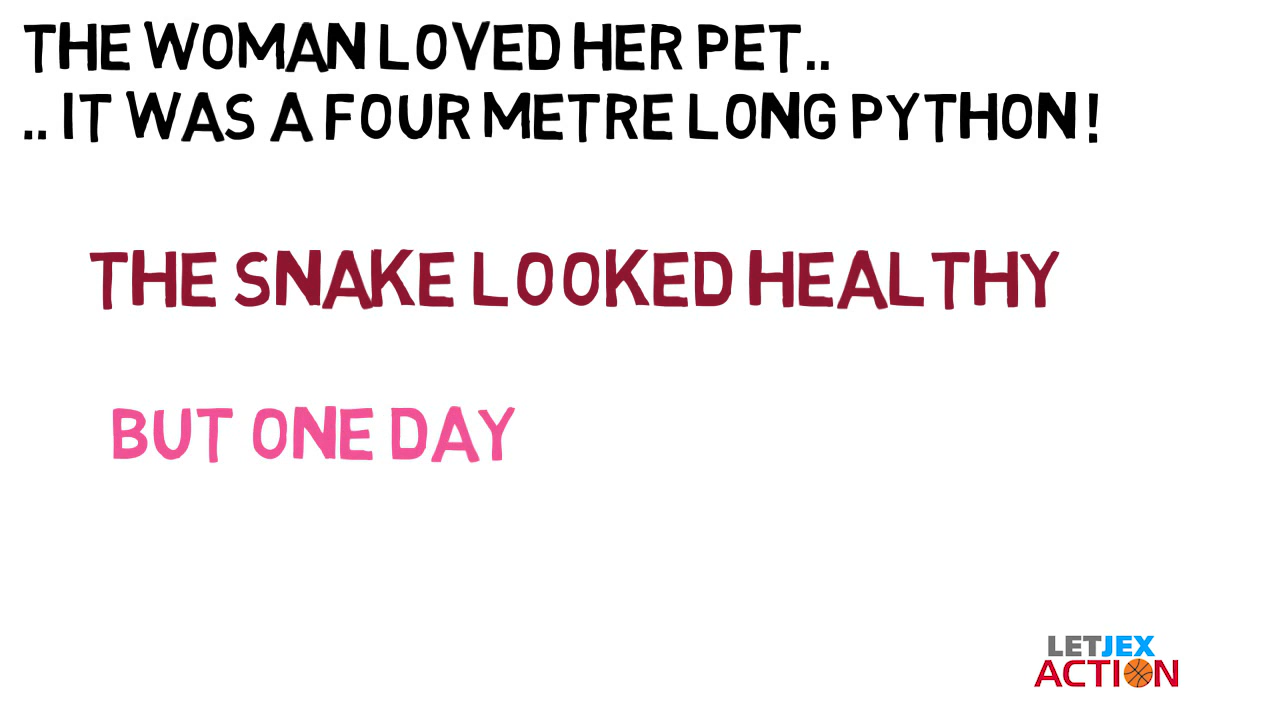 THE WOMAN LOVED HER PET..
.. IT WAS A FOUR METRE LONG PYTHON!
THE SNAKE LOOKED HEALTHY
BUT ONE DAY
LETJEX
ACTION